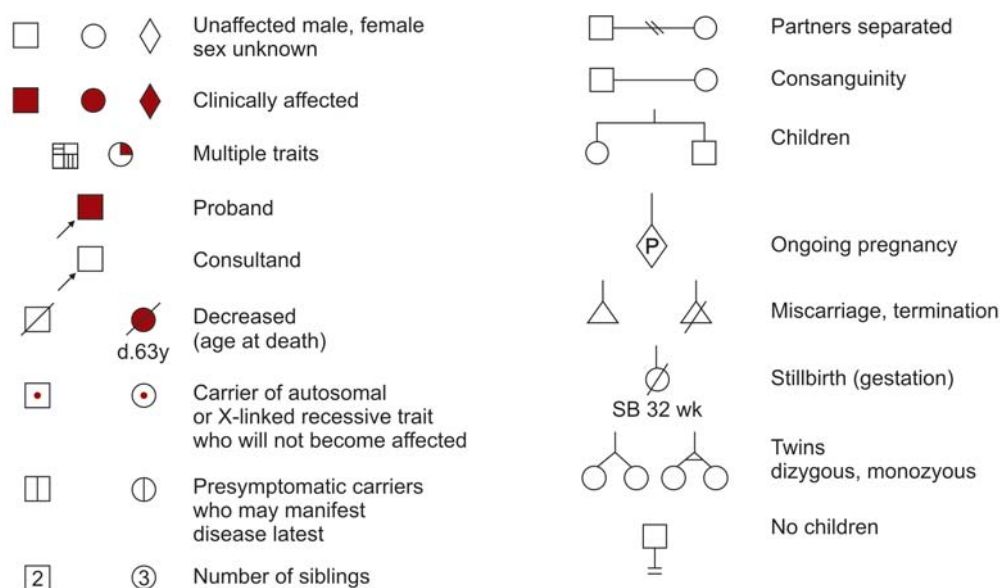 Unaffected male, female
sex unknown
Clinically affected
Multiple traits
Proband
Consultand
d.63y
Decreased
(age at death)
Carrier of autosomal
or X-linked recessive trait
who will not become affected
Presymptomatic carriers
who may manifest
disease latest
2
3
Number of siblings
Partners separated
Consanguinity
Children
P
Ongoing pregnancy
Miscarriage, termination
SB 32 wk
Stillbirth (gestation)
Twins
dizygous, monozyous
No children